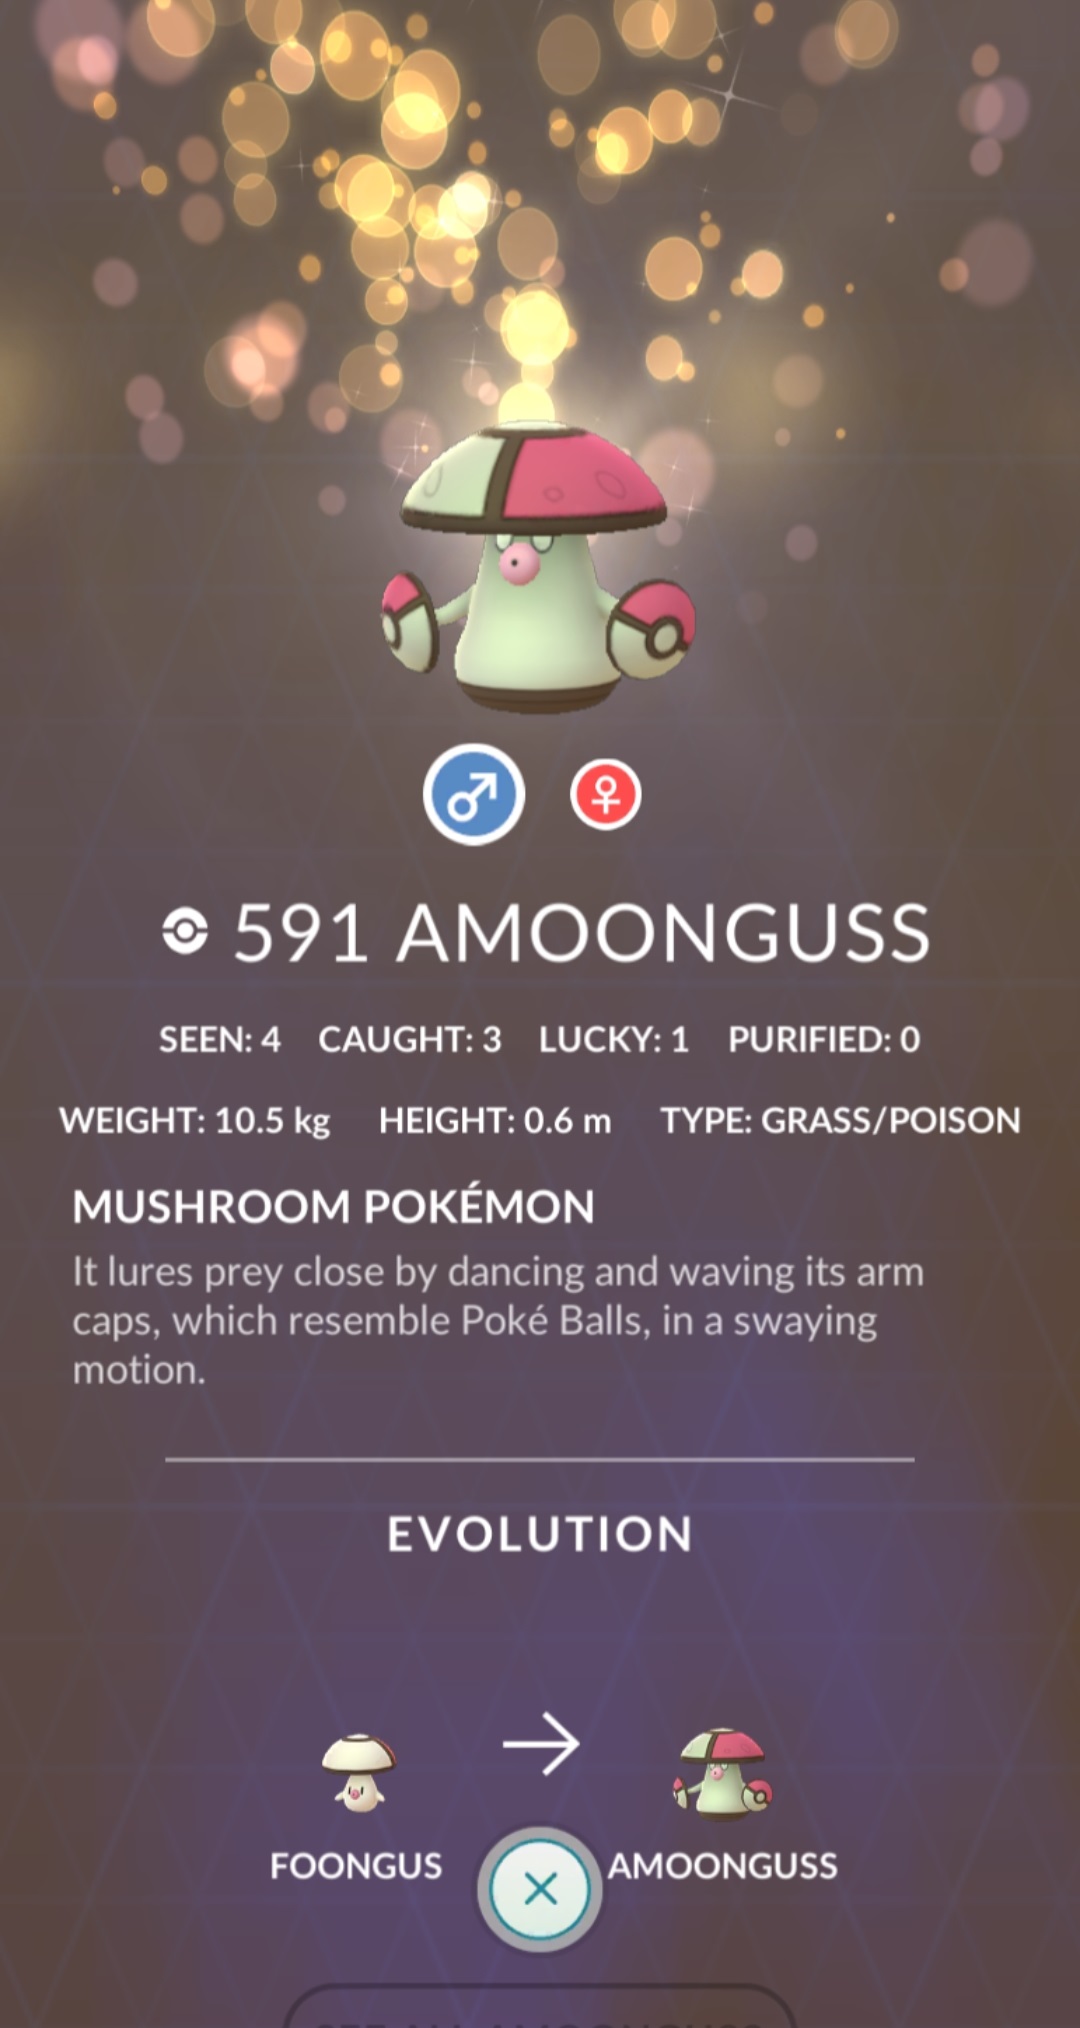 591 AMOONGUSS
SEEN: 4 CAUGHT: 3 LUCKY: 1 PURIFIED: 0
WEIGHT: 10.5 kg HEIGHT: 0.6 m TYPE: GRASS/POISON
MUSHROOM POKÉMON
It lures prey close by dancing and waving its arm
caps, which resemble Poké Balls, in a swaying
motion.
EVOLUTION
FOONGUS AMOONGUSS